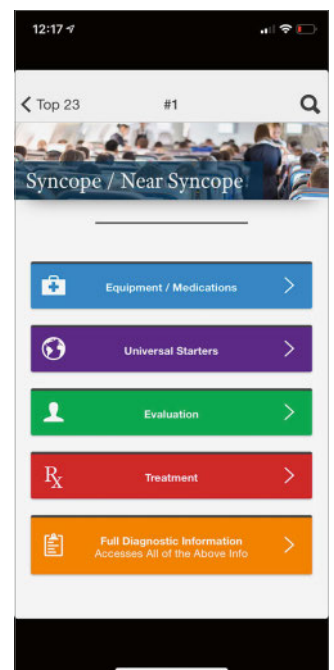 12:17
Top 23
#1
Syncope / Near Syncope
Equipment / Medications
Universal Starters
Evaluation
Rx
Treatment
Full Diagnostic Information
Accesses All of the Above Info